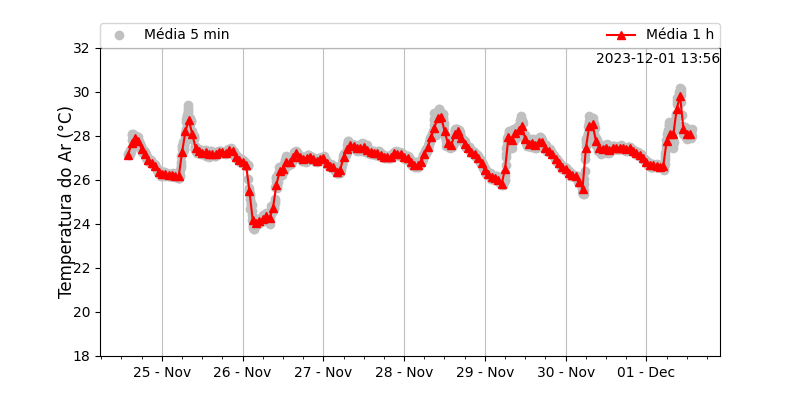 Média 5 min
Média 1 h
2023-12-01 13:56
Temperatura do Ar (°C)
32
30
28
26
24
22
20
18
25 - Nov
26 - Nov
27 - Nov
28 - Nov
29 - Nov
30 - Nov
01 - Dec